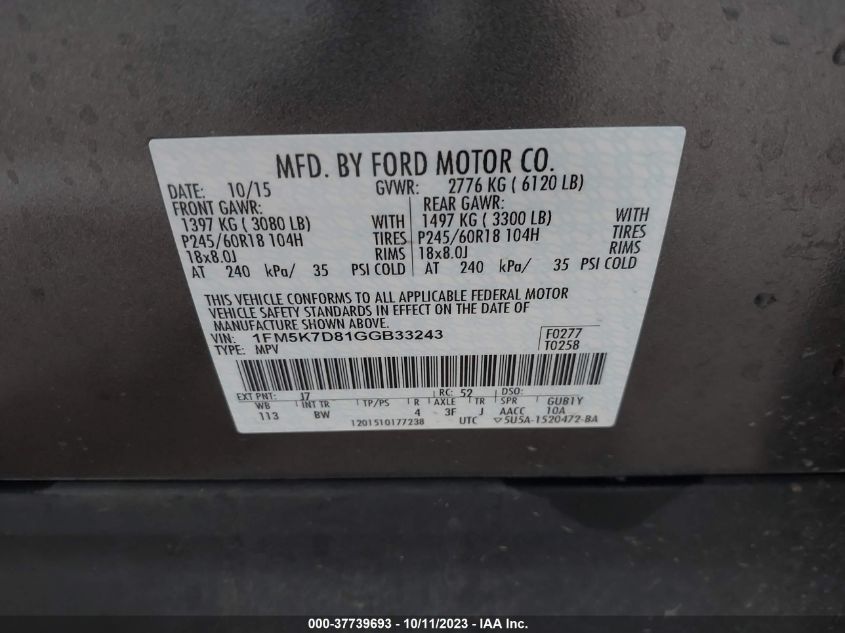 MFD. BY FORD MOTOR CO.
DATE: 10/15 GVWR: 2776 KG ( 6120 LB)
FRONT GAWR: REAR GAWR:
1397 KG ( 3080 LB) WITH 1497 KG ( 3300 LB) WITH
P245/60R18 104H TIRES P245/60R18 104H TIRES
18x8.0J RIMS 18x8.0J RIMS
AT 240 kPa/ 35 PSI COLD AT 240 kPa/ 35 PSI COLD
THIS VEHICLE CONFORMS TO ALL APPLICABLE FEDERAL MOTOR
VEHICLE SAFETY STANDARDS IN EFFECT ON THE DATE OF
MANUFACTURE SHOWN ABOVE.
VIN: 1FM5K7D81GGB33243 F0277
TYPE: MPV T0258
EXT PNT: J7 RC: 52 DSO:
WB INT TR TP/PS R AXLE TR SPR GUB1Y
113 BW 4 3F J AACC 10A
1201510177238 UTC ▽5U5A-1520472-BA
000-37739693 - 10/11/2023 - IAA Inc.